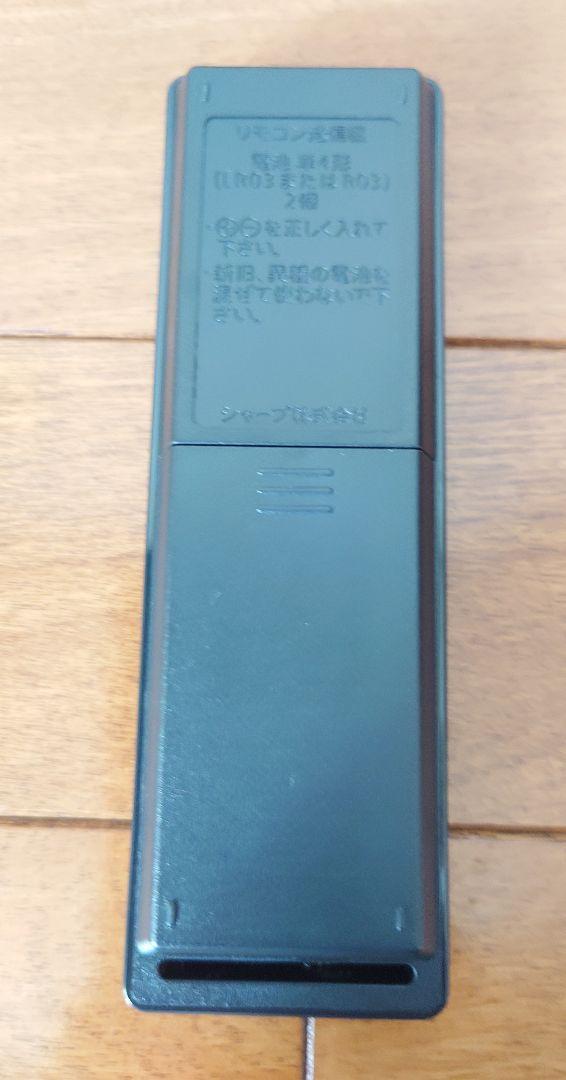 リモコン送信機
電池 単4形
(LR03 または R03)
2個
・⊕⊖を正しく入れて
下さい。
・新旧、異種の電池を
混ぜて使わないで下
さい。
シャープ株式会社